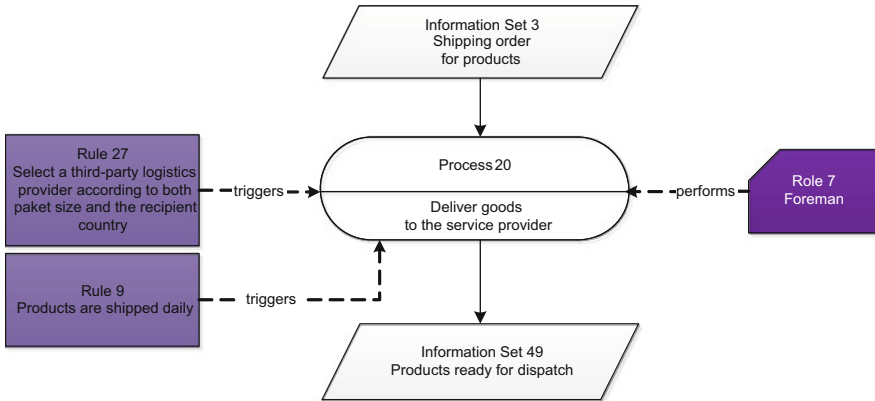 Information Set 3
Shipping order
for products
Rule 27
Select a third-party logistics
provider according to both
paket size and the recipient
country
triggers
Process 20
Deliver goods
to the service provider
performs
Role 7
Foreman
Rule 9
Products are shipped daily
triggers
Information Set 49
Products ready for dispatch